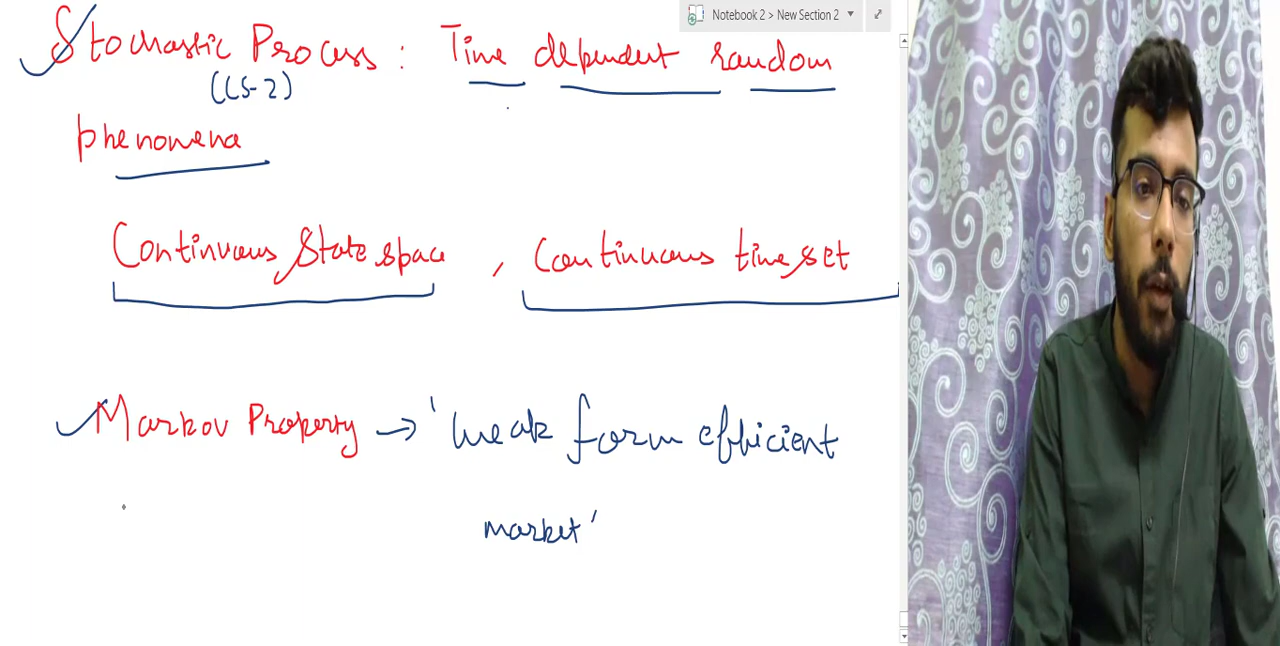 Notebook 2 > New Section 2
Stochastic Process : Time dependent random
(CS-2)
phenomena
Continuous State space , Continuous time set
Markov Property → 'weak form efficient
market'